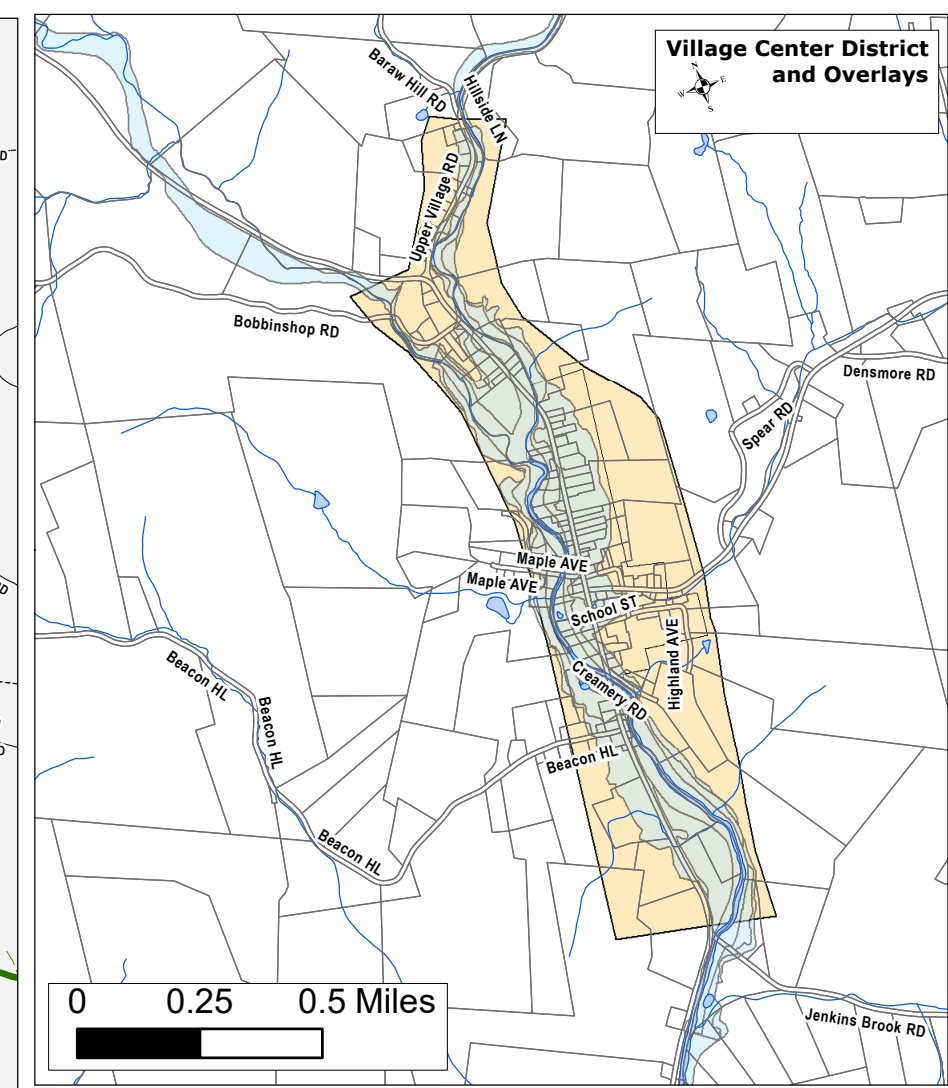 Village Center District
and Overlays
N
E
W
S
Baraw Hill RD
Hillside LN
D
Upper Village RD
Bobbinshop RD
Densmore RD
Spear RD
Maple AVE
Maple AVE
School ST
Highland AVE
Creamery RD
Beacon HL
Beacon HL
Beacon HL
Beacon HL
D
D
0 0.25 0.5 Miles
Jenkins Brook RD